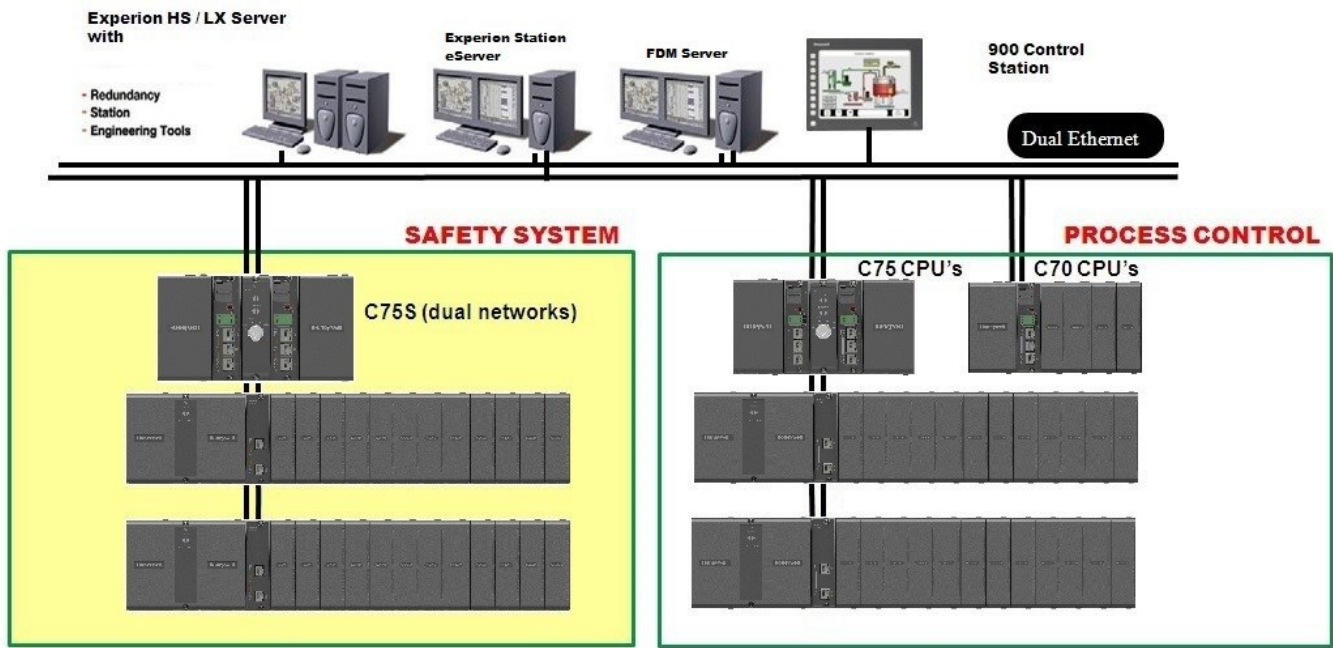 Experion HS / LX Server
with
- Redundancy
- Station
- Engineering Tools
Experion Station
eServer
FDM Server
900 Control
Station
Dual Ethernet
SAFETY SYSTEM
PROCESS CONTROL
C75S (dual networks)
C75 CPU's
C70 CPU's